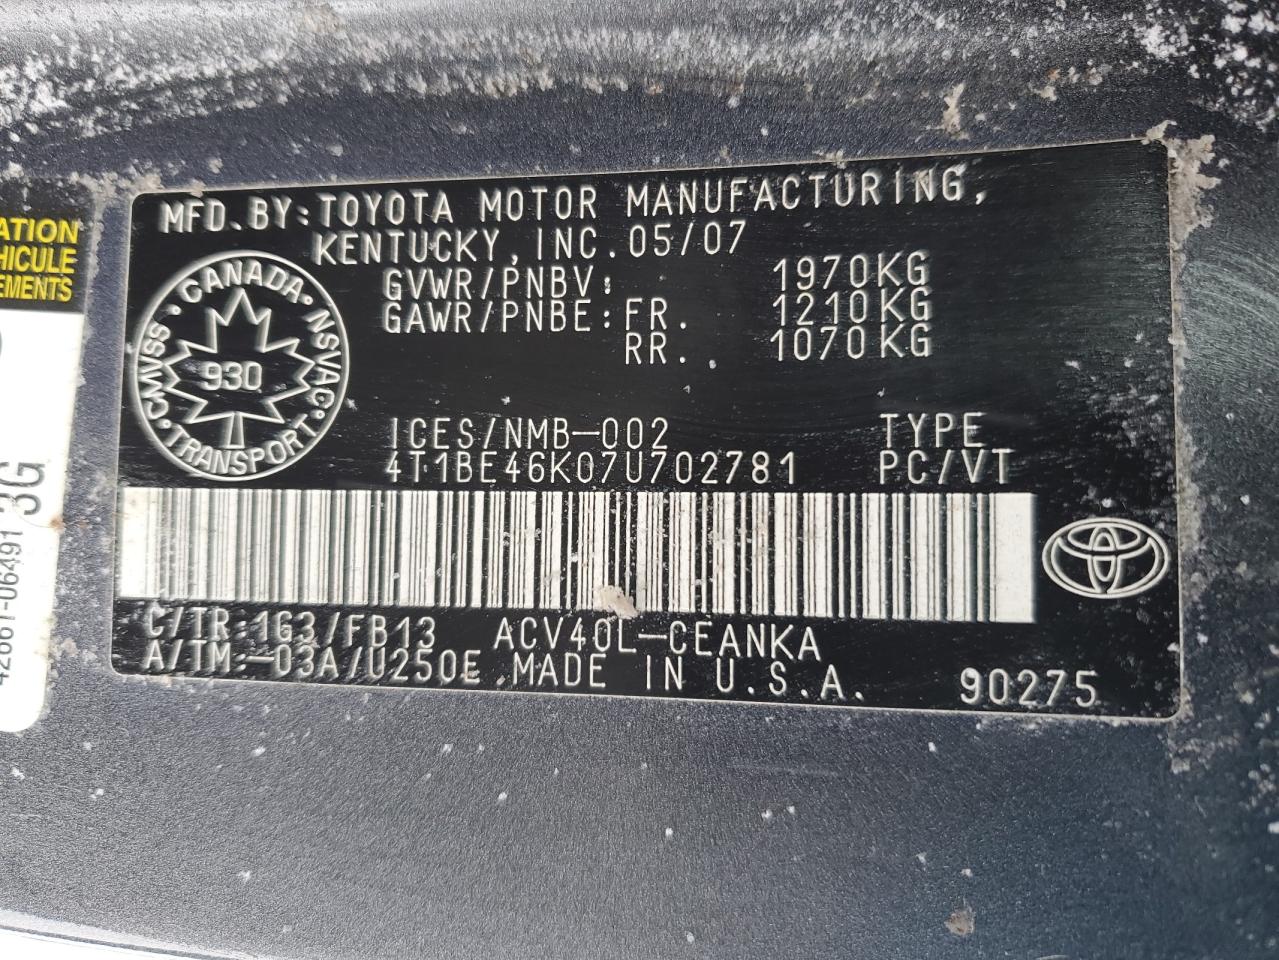 MFD. BY: TOYOTA MOTOR MANUFACTURING,
KENTUCKY, INC. 05/07
GVWR/PNBV: 1970KG
GAWR/PNBE: FR. 1210KG
RR. 1070KG
CANADA · NSVAC · TRANSPORT · CMVSS ·
930
ICES/NMB-002 TYPE
4T1BE46K07U702781 PC/VT
C/TR:1G3/FB13 ACV40L-CEANKA
A/TM:-03A/U250E MADE IN U.S.A. 90275
ATION
HICULE
EMENTS
3G
42661-06491